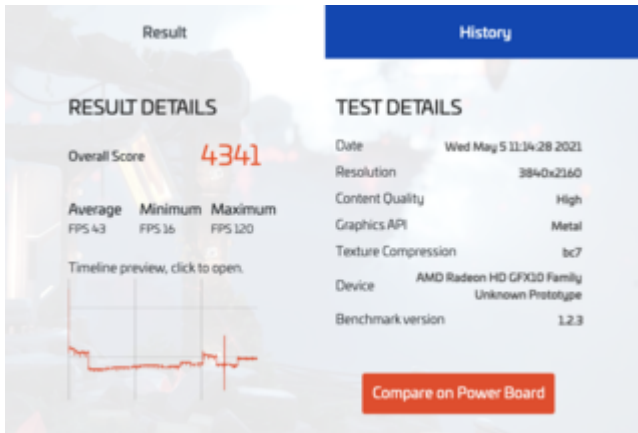 Result
History
RESULT DETAILS
Overall Score 4341
Average Minimum Maximum
FPS 43 FPS 16 FPS 120
Timeline preview, click to open.
TEST DETAILS
Date Wed May 5 11:14:28 2021
Resolution 3840x2160
Content Quality High
Graphics API Metal
Texture Compression bc7
Device AMD Radeon HD GFX10 Family
Unknown Prototype
Benchmark version 1.2.3
Compare on Power Board